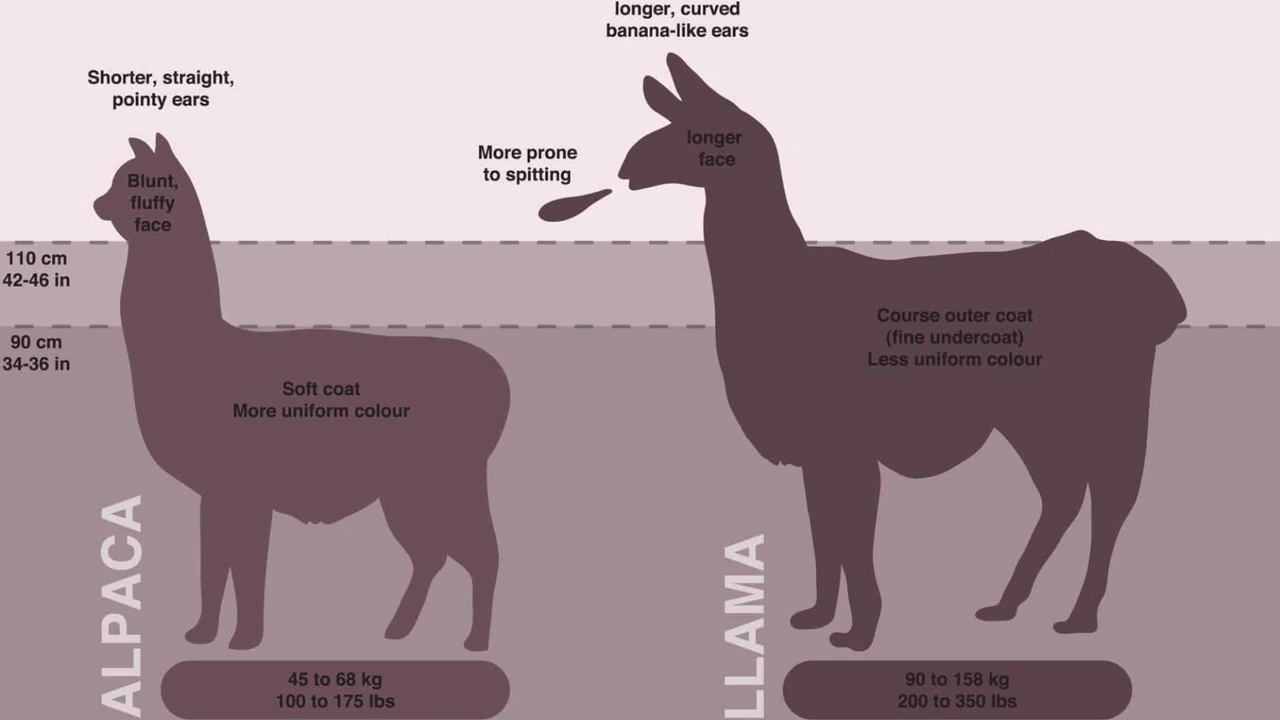 longer, curved
banana-like ears
Shorter, straight,
pointy ears
More prone
to spitting
longer
face
Blunt,
fluffy
face
110 cm
42-46 in
90 cm
34-36 in
Course outer coat
(fine undercoat)
Less uniform colour
Soft coat
More uniform colour
ALPACA
LLAMA
45 to 68 kg
100 to 175 lbs
90 to 158 kg
200 to 350 lbs